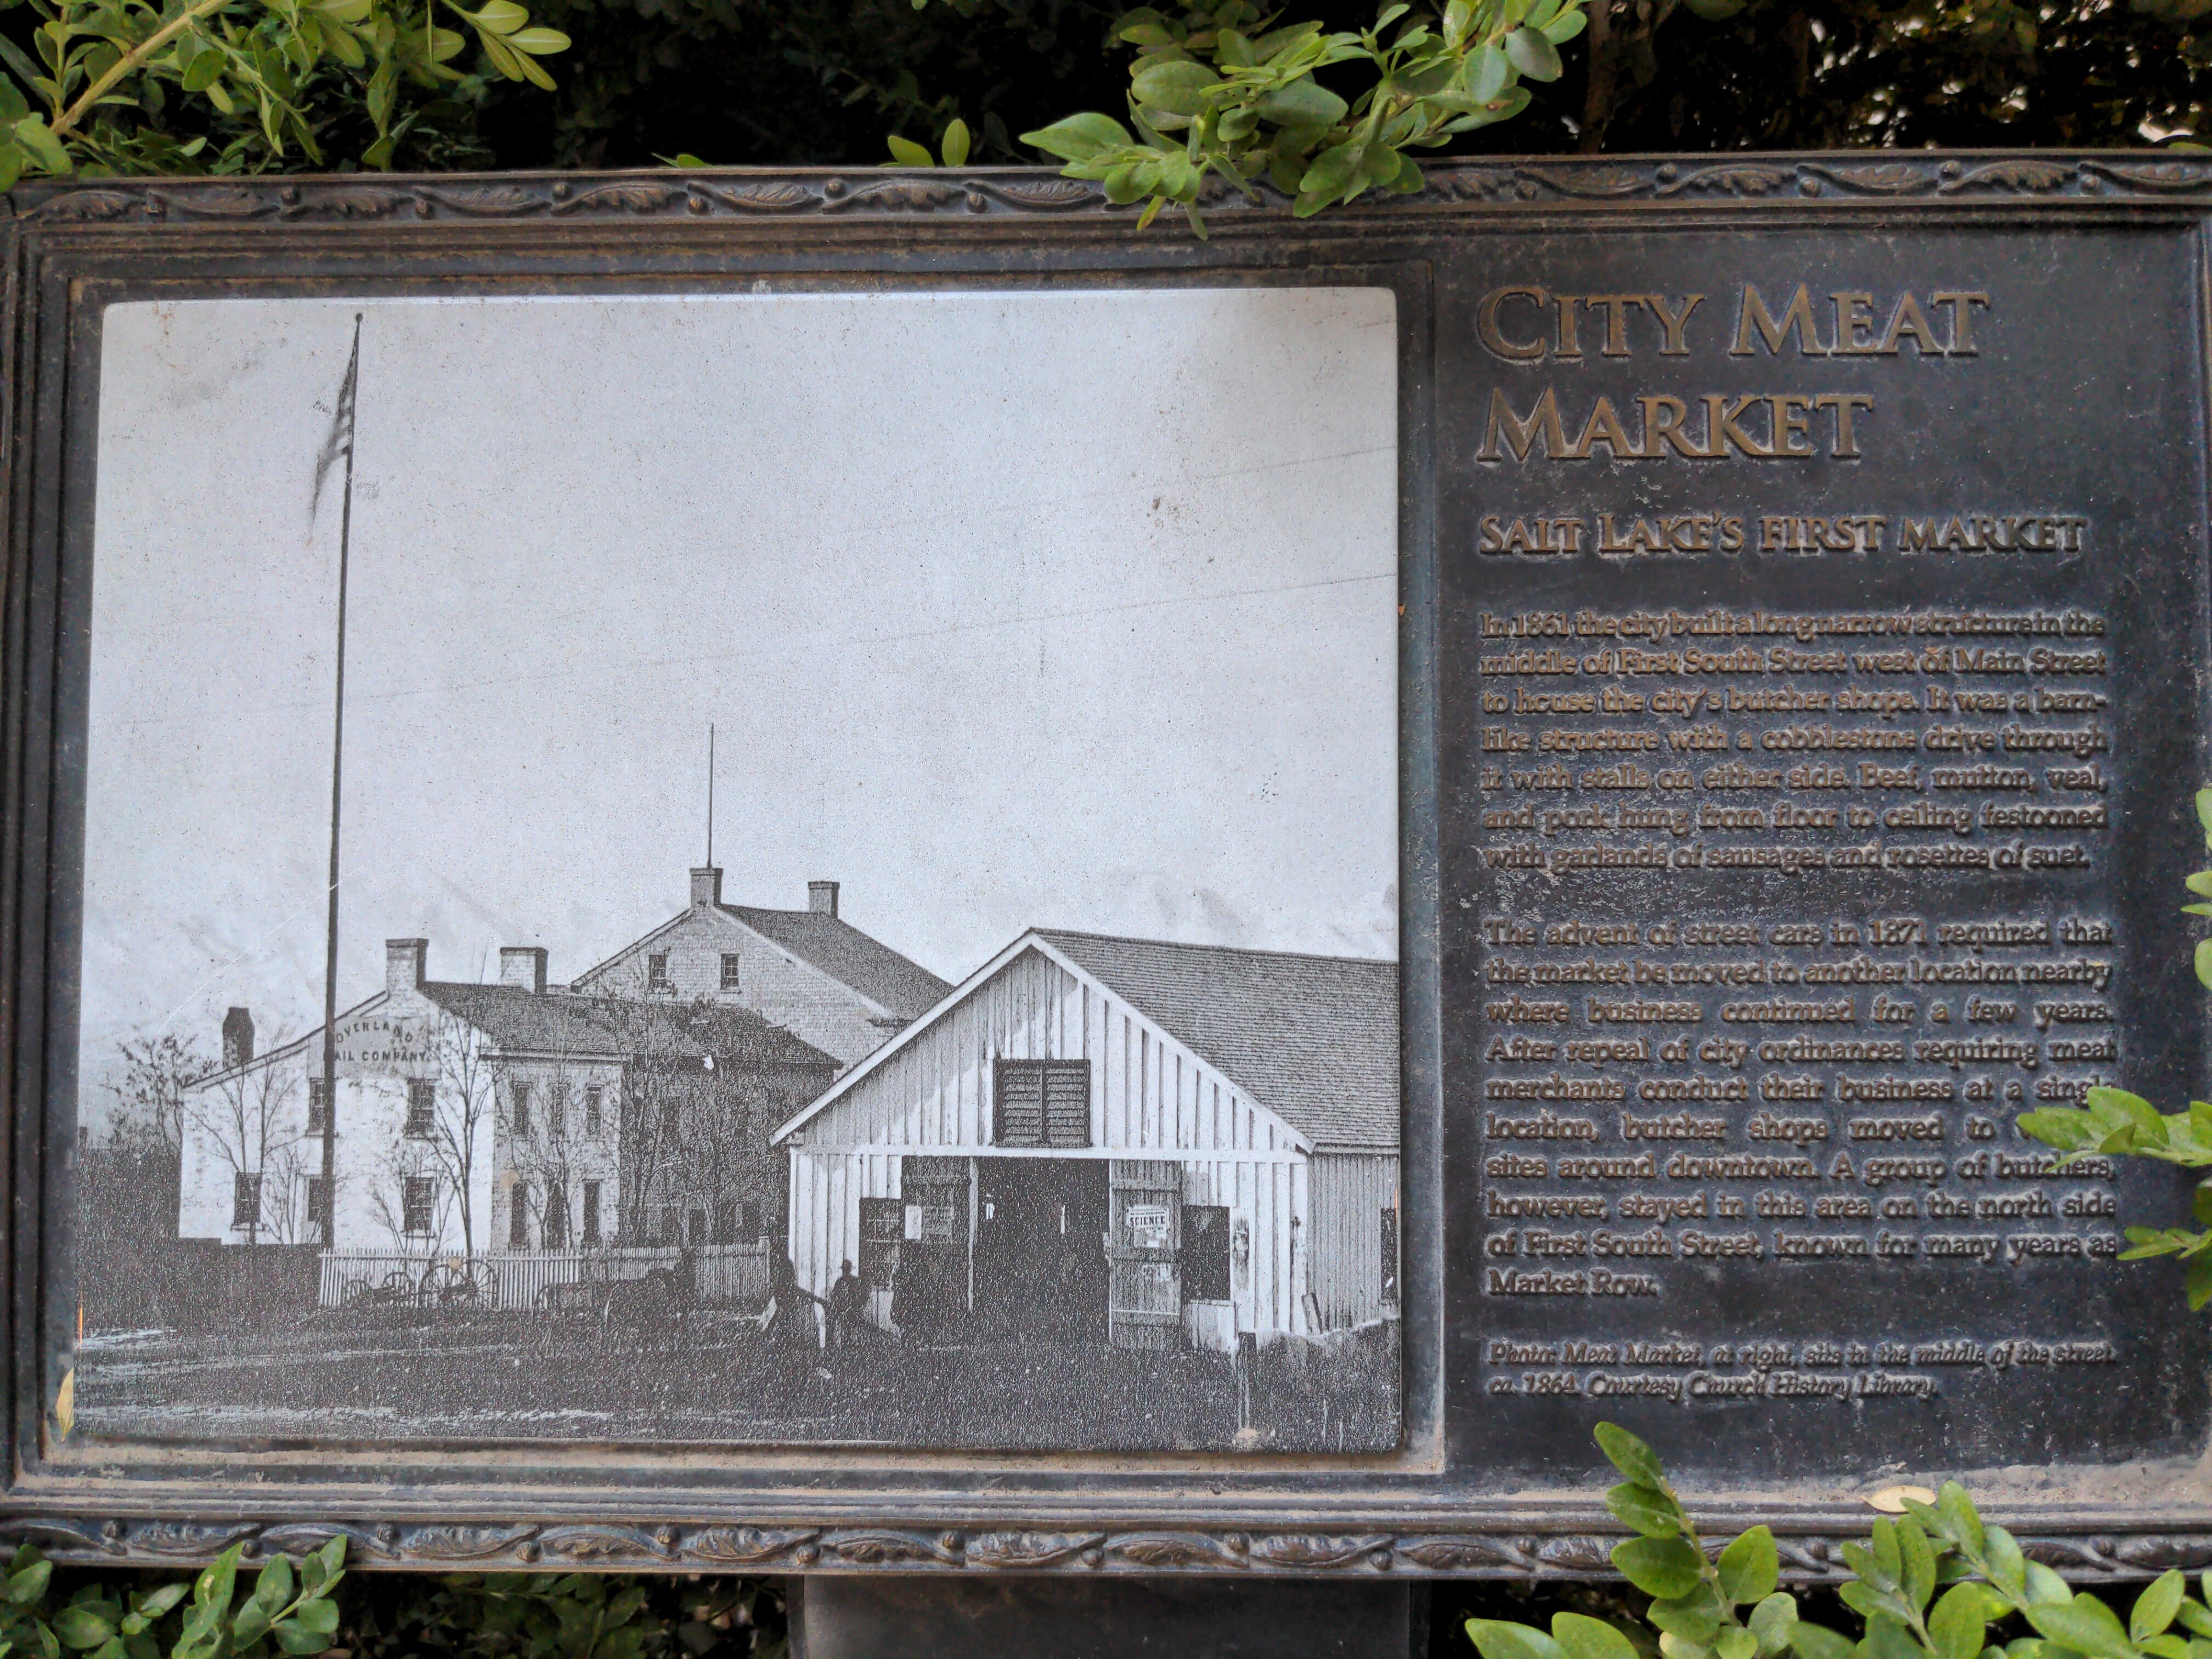 OVERLAND
MAIL COMPANY.
SCIENCE
CITY MEAT
MARKET
SALT LAKE'S FIRST MARKET
In 1861 the city built a long narrow structure in the
middle of First South Street west of Main Street
to house the city's butcher shops. It was a barn-
like structure with a cobblestone drive through
it with stalls on either side. Beef, mutton, veal,
and pork hung from floor to ceiling festooned
with garlands of sausages and rosettes of suet.
The advent of street cars in 1871 required that
the market be moved to another location nearby
where business continued for a few years.
After repeal of city ordinances requiring meat
merchants conduct their business at a single
location, butcher shops moved to
sites around downtown. A group of butchers,
however, stayed in this area on the north side
of First South Street, known for many years as
Market Row.
Photo: Meat Market, at right, sits in the middle of the street,
ca. 1864. Courtesy Church History Library.